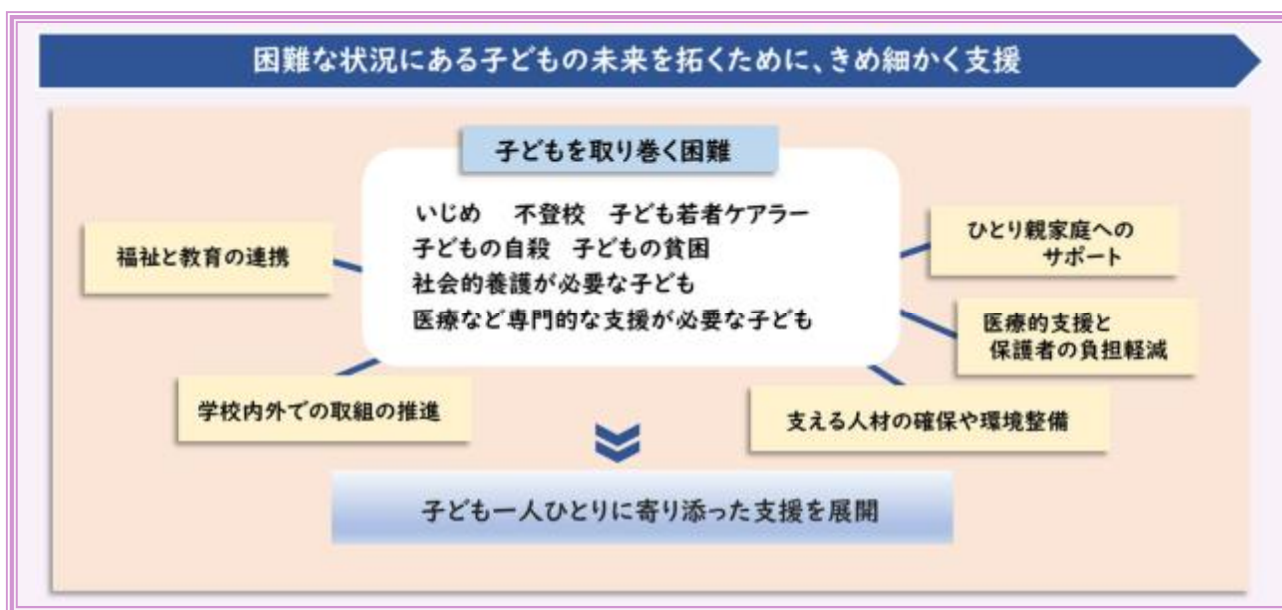 困難な状況にある子どもの未来を拓くために、きめ細かく支援
子どもを取り巻く困難
いじめ　不登校　子ども若者ケアラー
子どもの自殺　子どもの貧困
社会的養護が必要な子ども
医療など専門的な支援が必要な子ども
福祉と教育の連携
学校内外での取組の推進
ひとり親家庭への
サポート
医療的支援と
保護者の負担軽減
支える人材の確保や環境整備
子ども一人ひとりに寄り添った支援を展開